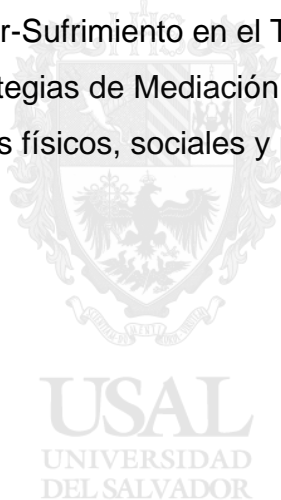 r-Sufrimiento en el T
tegias de Mediación
s físicos, sociales y
USAL
UNIVERSIDAD
DEL SALVADOR